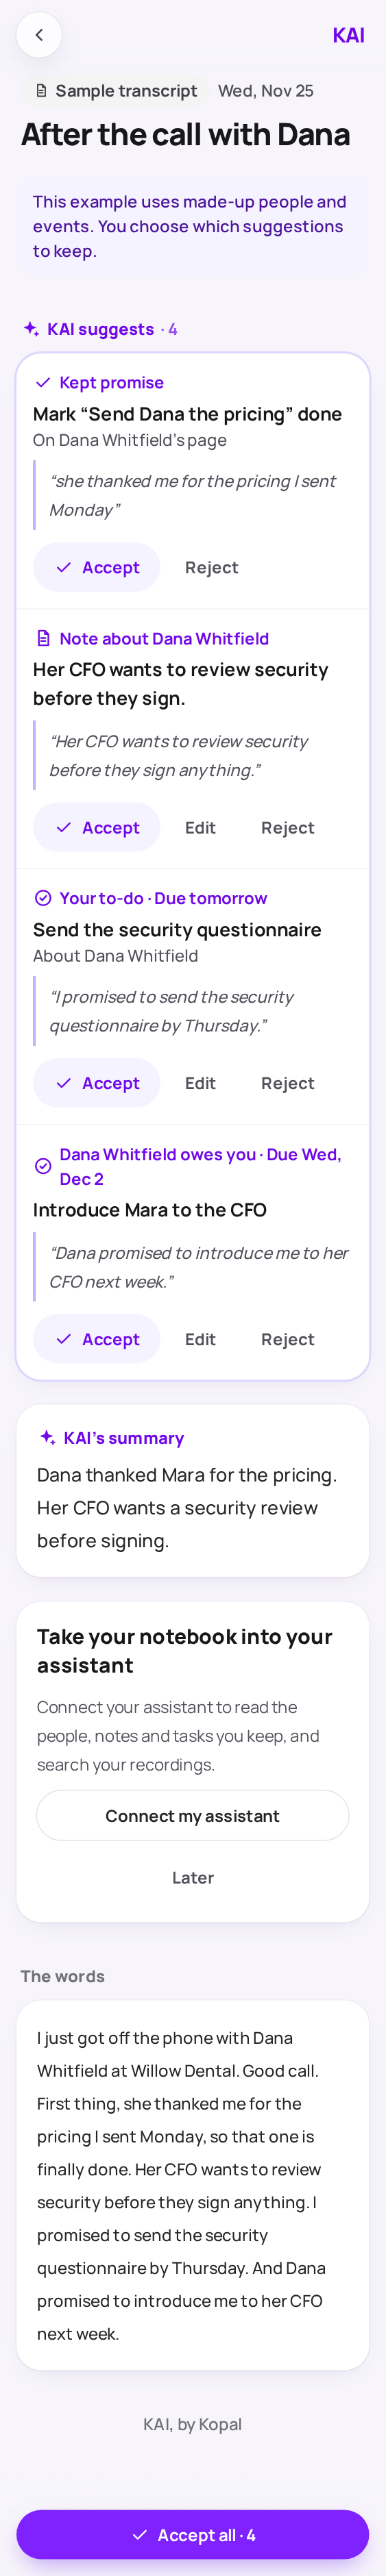 KAI
Sample transcript Wed, Nov 25
After the call with Dana
This example uses made-up people and
events. You choose which suggestions
to keep.
KAI suggests · 4
Kept promise
Mark “Send Dana the pricing” done
On Dana Whitfield’s page
“she thanked me for the pricing I sent
Monday”
Accept Reject
Note about Dana Whitfield
Her CFO wants to review security
before they sign.
“Her CFO wants to review security
before they sign anything.”
Accept Edit Reject
Your to-do · Due tomorrow
Send the security questionnaire
About Dana Whitfield
“I promised to send the security
questionnaire by Thursday.”
Accept Edit Reject
Dana Whitfield owes you · Due Wed,
Dec 2
Introduce Mara to the CFO
“Dana promised to introduce me to her
CFO next week.”
Accept Edit Reject
KAI’s summary
Dana thanked Mara for the pricing.
Her CFO wants a security review
before signing.
Take your notebook into your
assistant
Connect your assistant to read the
people, notes and tasks you keep, and
search your recordings.
Connect my assistant
Later
The words
I just got off the phone with Dana
Whitfield at Willow Dental. Good call.
First thing, she thanked me for the
pricing I sent Monday, so that one is
finally done. Her CFO wants to review
security before they sign anything. I
promised to send the security
questionnaire by Thursday. And Dana
promised to introduce me to her CFO
next week.
KAI, by Kopal
Accept all · 4